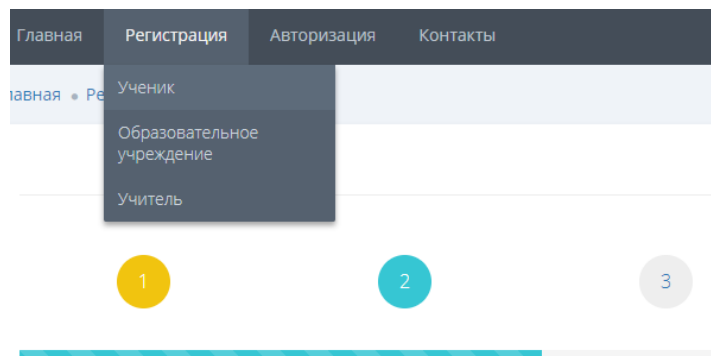 Главная Регистрация Авторизация Контакты
Ученик
лавная • Ре
Образовательное
учреждение
Учитель
1 2 3